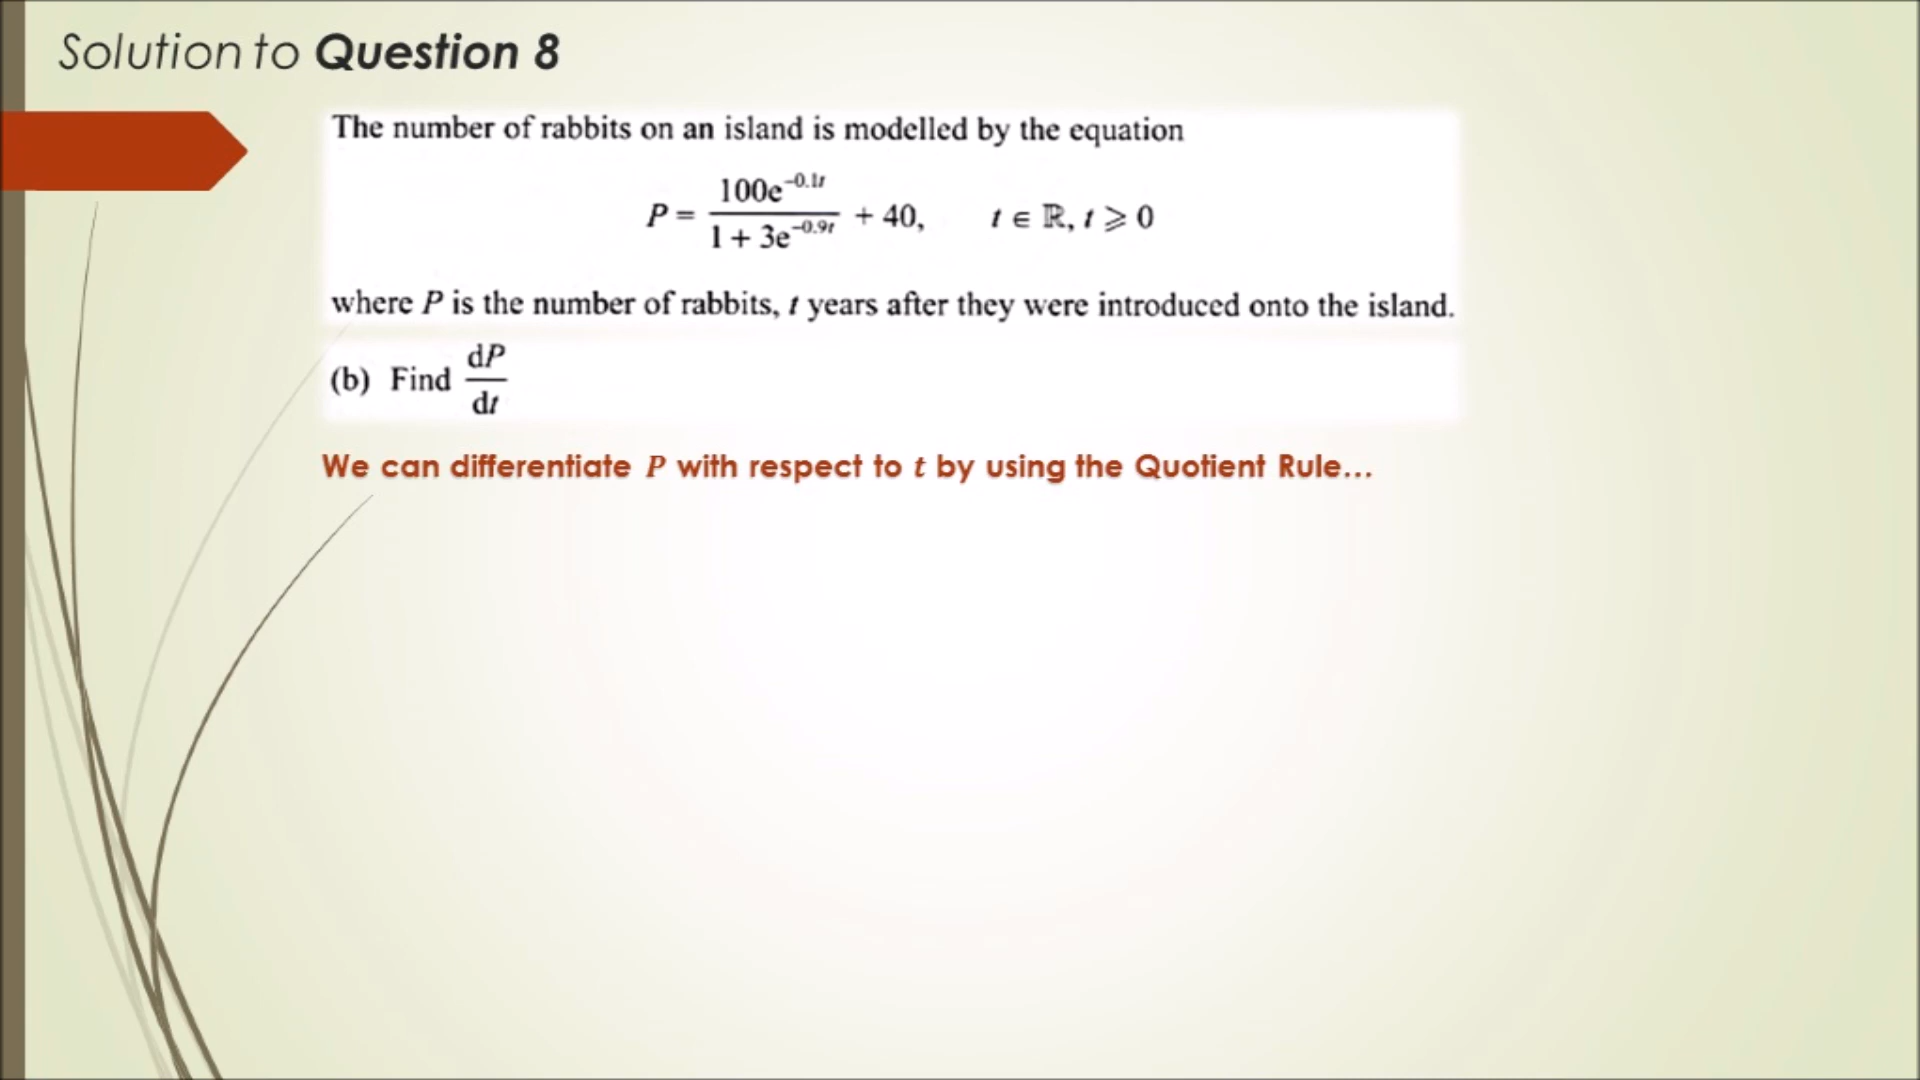 Solution to Question 8
The number of rabbits on an island is modelled by the equation
P = \frac{100e^{-0.1t}}{1 + 3e^{-0.9t}} + 40, t ∈ ℝ, t ⩾ 0
where P is the number of rabbits, t years after they were introduced onto the island.
(b) Find \frac{dP}{dt}
We can differentiate P with respect to t by using the Quotient Rule...